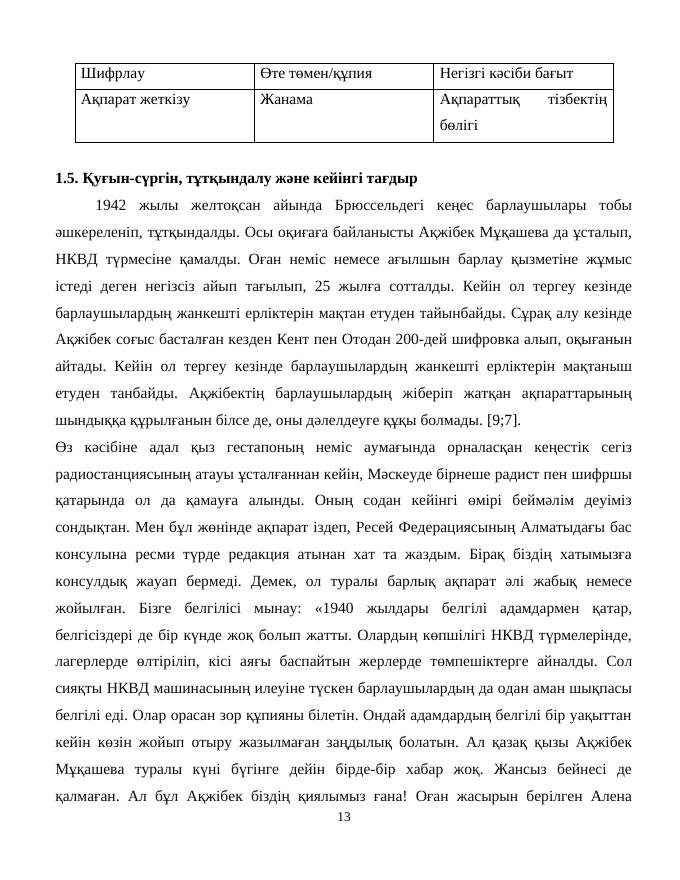 Шифрлау Өте төмен/құпия Негізгі кәсіби бағыт
Ақпарат жеткізу Жанама Ақпараттық тізбектің
бөлігі
1.5. Қуғын-сүргін, тұтқындалу және кейінгі тағдыр
1942 жылы желтоқсан айында Брюссельдегі кеңес барлаушылары тобы
әшкереленіп, тұтқындалды. Осы оқиғаға байланысты Ақжібек Мұқашева да ұсталып,
НКВД түрмесіне қамалды. Оған неміс немесе ағылшын барлау қызметіне жұмыс
істеді деген негізсіз айып тағылып, 25 жылға сотталды. Кейін ол тергеу кезінде
барлаушылардың жанкешті ерліктерін мақтан етуден тайынбайды. Сұрақ алу кезінде
Ақжібек соғыс басталған кезден Кент пен Отодан 200-дей шифровка алып, оқығанын
айтады. Кейін ол тергеу кезінде барлаушылардың жанкешті ерліктерін мақтаныш
етуден танбайды. Ақжібектің барлаушылардың жіберіп жатқан ақпараттарының
шындыққа құрылғанын білсе де, оны дәлелдеуге құқы болмады. [9;7].
Өз кәсібіне адал қыз гестапоның неміс аумағында орналасқан кеңестік сегіз
радиостанциясының атауы ұсталғаннан кейін, Мәскеуде бірнеше радист пен шифршы
қатарында ол да қамауға алынды. Оның содан кейінгі өмірі беймәлім деуіміз
сондықтан. Мен бұл жөнінде ақпарат іздеп, Ресей Федерациясының Алматыдағы бас
консулына ресми түрде редакция атынан хат та жаздым. Бірақ біздің хатымызға
консулдық жауап бермеді. Демек, ол туралы барлық ақпарат әлі жабық немесе
жойылған. Бізге белгілісі мынау: «1940 жылдары белгілі адамдармен қатар,
белгісіздері де бір күнде жоқ болып жатты. Олардың көпшілігі НКВД түрмелерінде,
лагерлерде өлтіріліп, кісі аяғы баспайтын жерлерде төмпешіктерге айналды. Сол
сияқты НКВД машинасының илеуіне түскен барлаушылардың да одан аман шықпасы
белгілі еді. Олар орасан зор құпияны білетін. Ондай адамдардың белгілі бір уақыттан
кейін көзін жойып отыру жазылмаған заңдылық болатын. Ал қазақ қызы Ақжібек
Мұқашева туралы күні бүгінге дейін бірде-бір хабар жоқ. Жансыз бейнесі де
қалмаған. Ал бұл Ақжібек біздің қиялымыз ғана! Оған жасырын берілген Алена
13